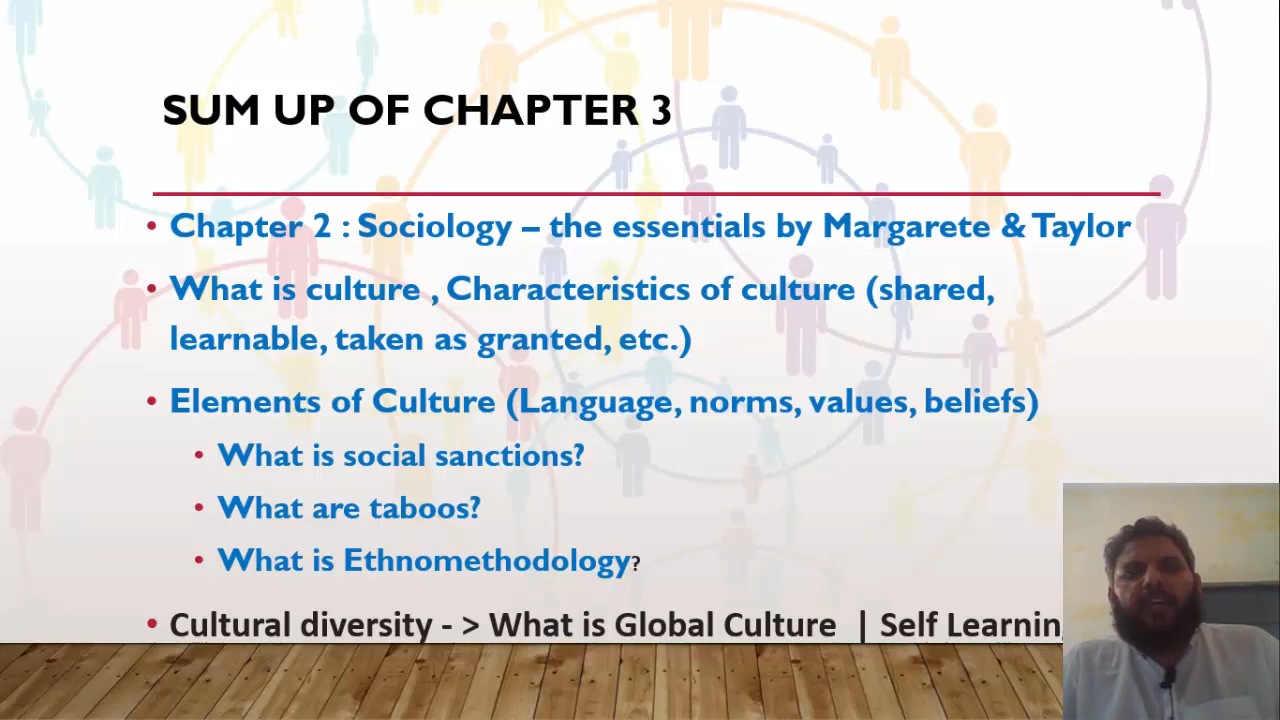 SUM UP OF CHAPTER 3
• Chapter 2 : Sociology – the essentials by Margarete & Taylor
• What is culture , Characteristics of culture (shared,
learnable, taken as granted, etc.)
• Elements of Culture (Language, norms, values, beliefs)
• What is social sanctions?
• What are taboos?
• What is Ethnomethodology?
• Cultural diversity - > What is Global Culture | Self